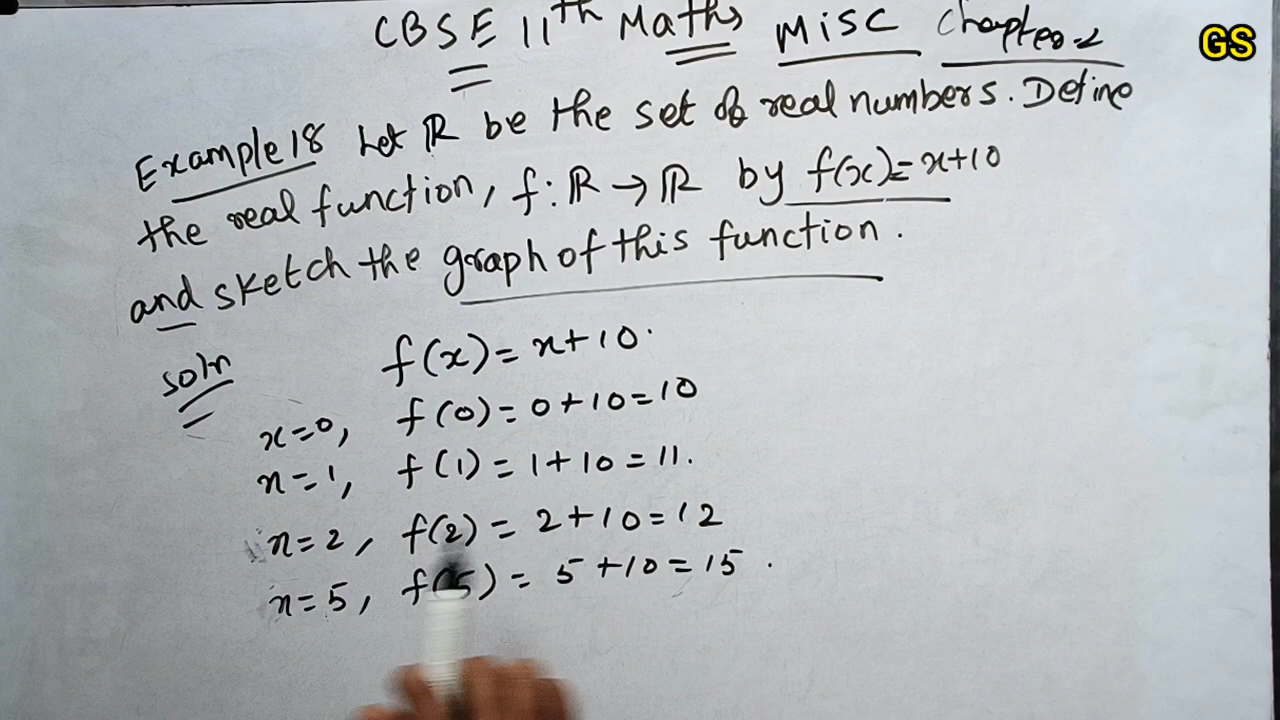 CBSE 11th Maths MISC Chapter-2
GS
Example 18 Let ℝ be the set of real numbers. Define
the real function, f: ℝ → ℝ by f(x) = x+10
and sketch the graph of this function.
Soln
f(x) = x+10.
x=0, f(0) = 0+10=10
x=1, f(1) = 1+10=11.
x=2, f(2) = 2+10=12
x=5, f(5) = 5+10=15.